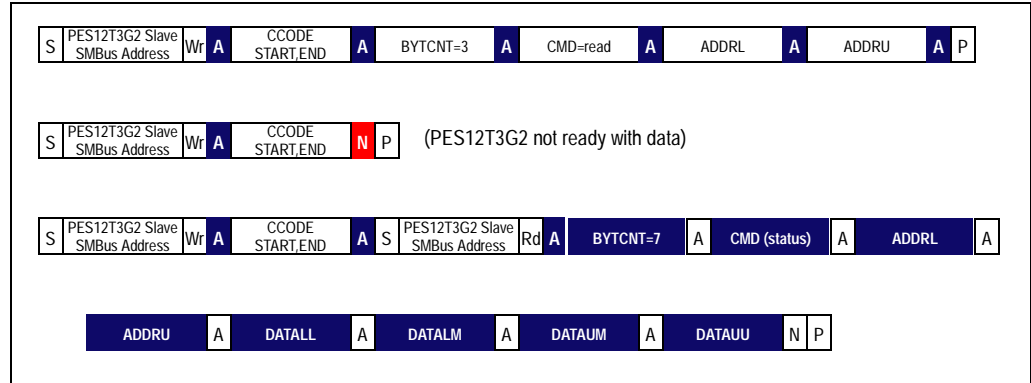 S PES12T3G2 Slave SMBus Address Wr A CCODE START,END A BYTCNT=3 A CMD=read A ADDRL A ADDRU A P
S PES12T3G2 Slave SMBus Address Wr A CCODE START,END N P (PES12T3G2 not ready with data)
S PES12T3G2 Slave SMBus Address Wr A CCODE START,END A S PES12T3G2 Slave SMBus Address Rd A BYTCNT=7 A CMD (status) A ADDRL A
ADDRU A DATALL A DATALM A DATAUM A DATAUU N P